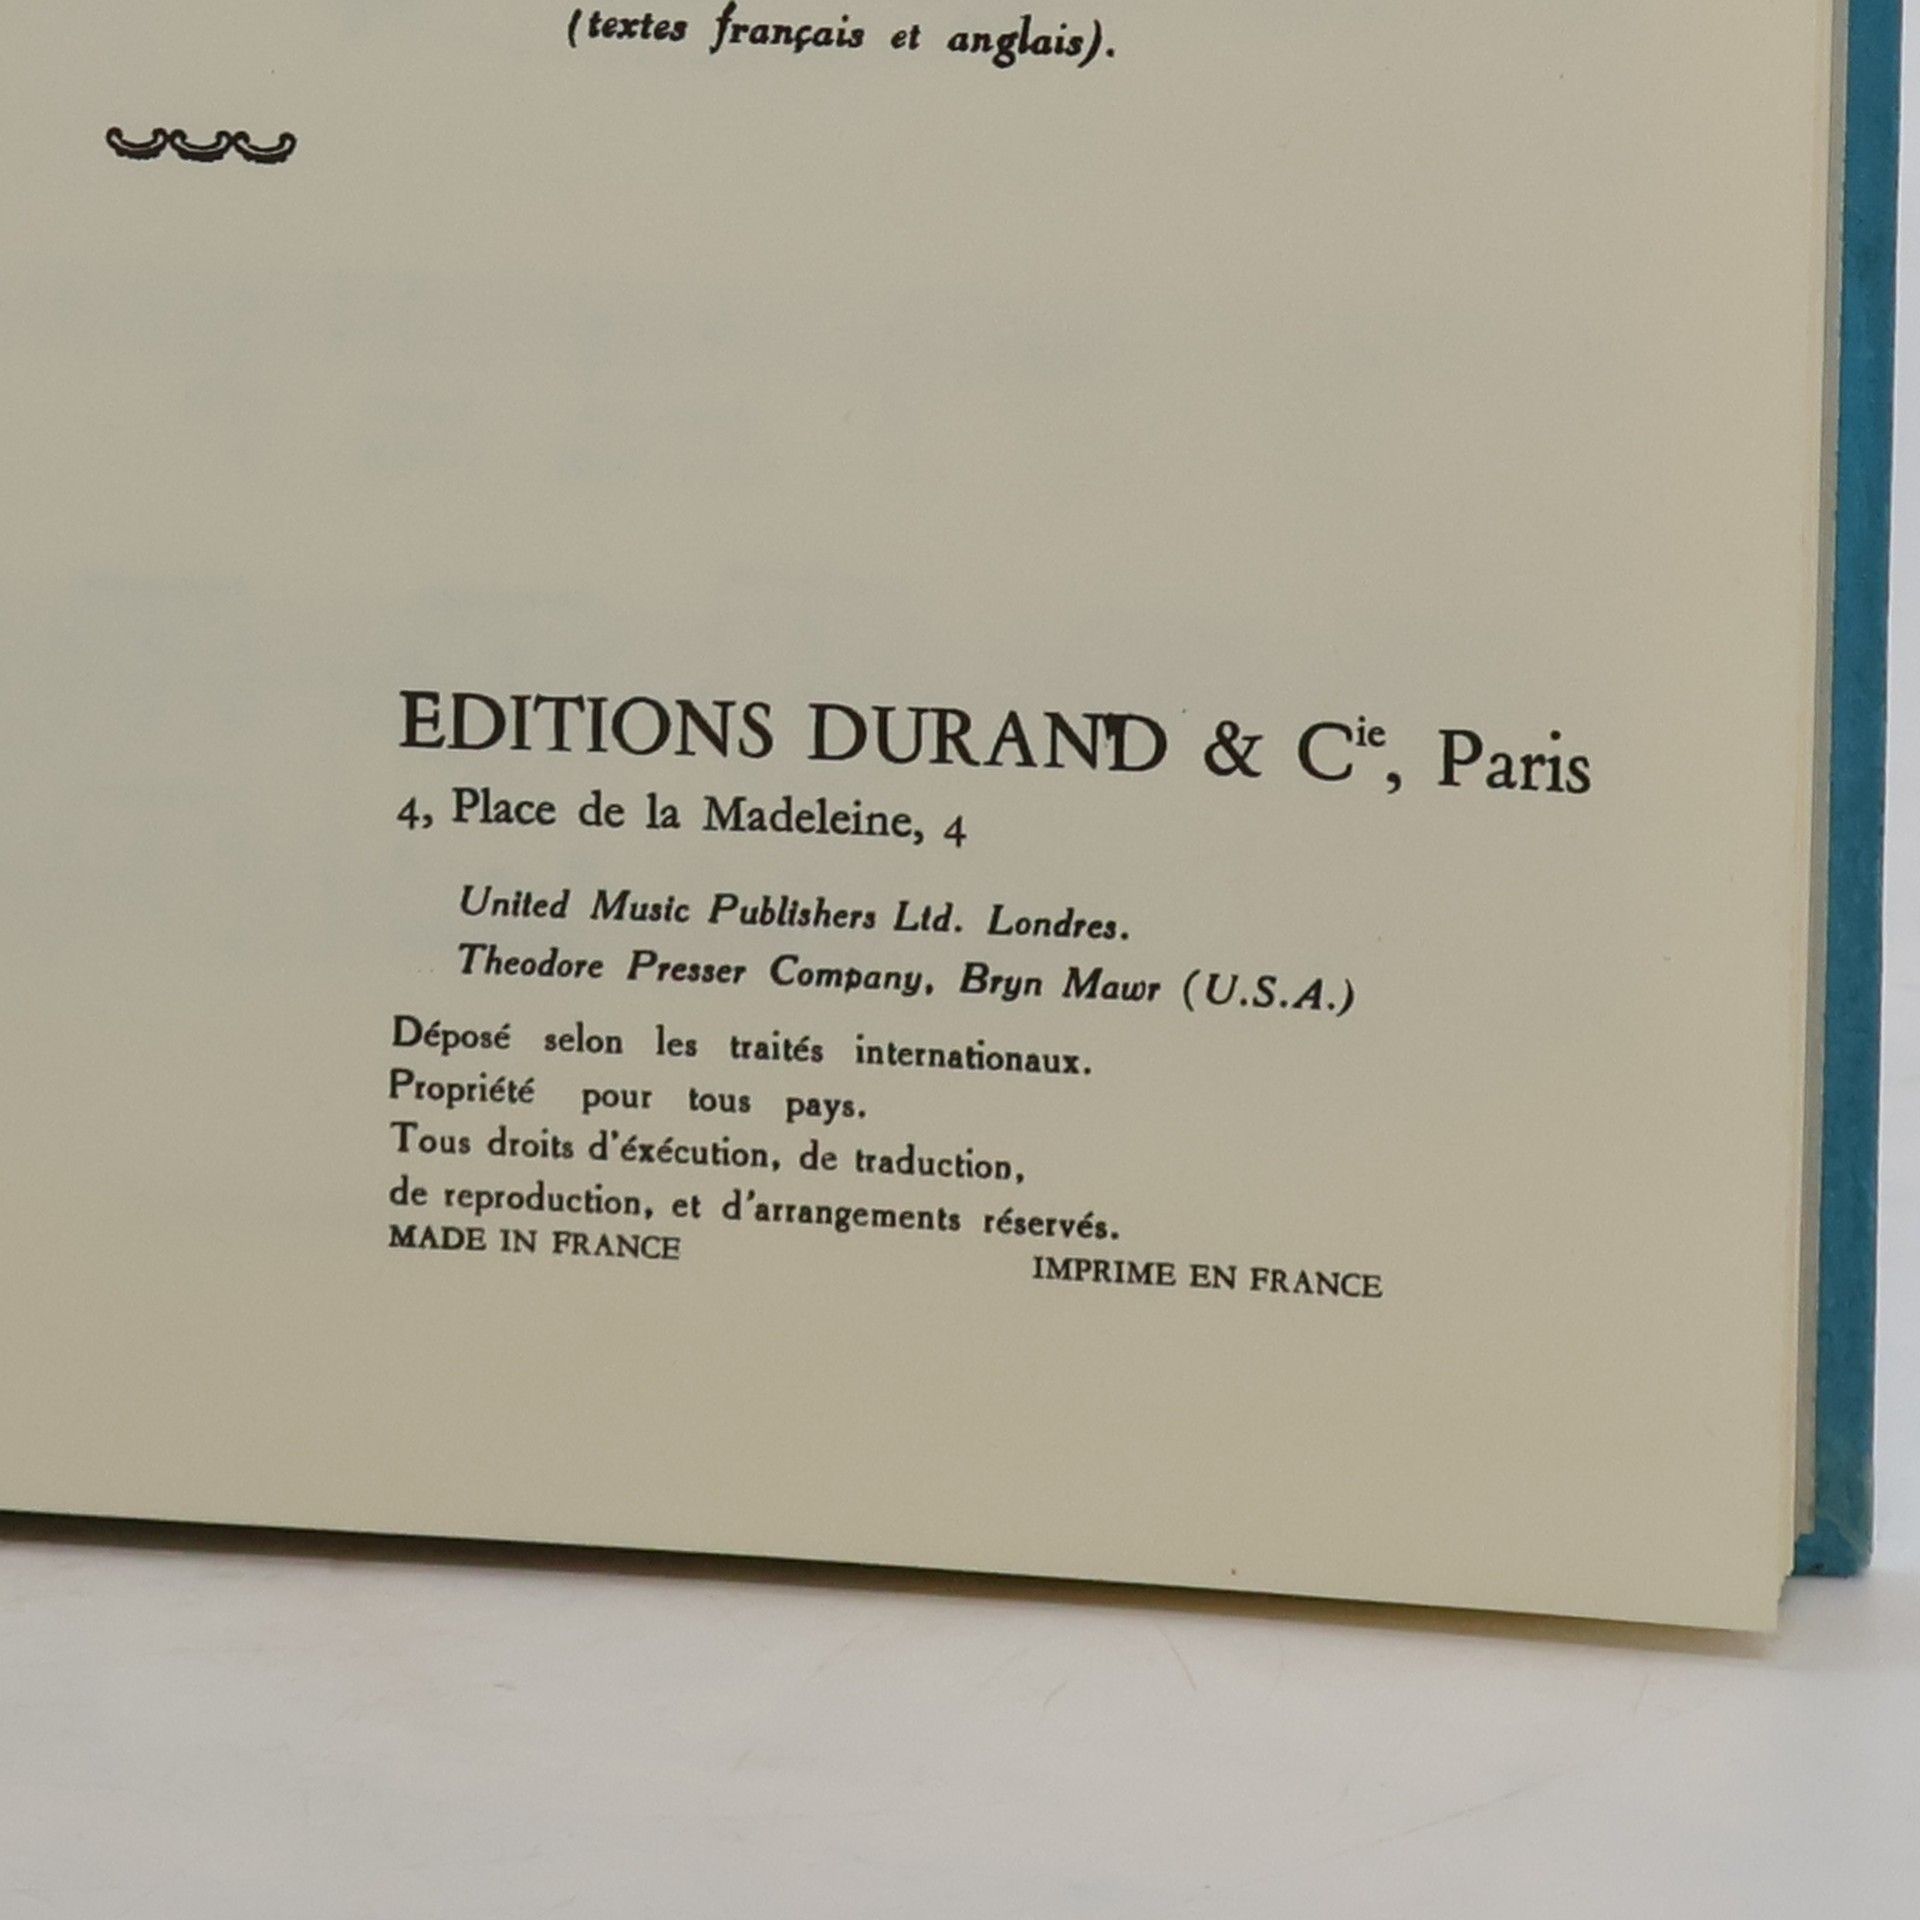 (textes français et anglais).
EDITIONS DURAND & Cie, Paris
4, Place de la Madeleine, 4
United Music Publishers Ltd. Londres.
Theodore Presser Company, Bryn Mawr (U.S.A.)
Déposé selon les traités internationaux.
Propriété pour tous pays.
Tous droits d'éxécution, de traduction,
de reproduction, et d'arrangements réservés.
MADE IN FRANCE IMPRIME EN FRANCE